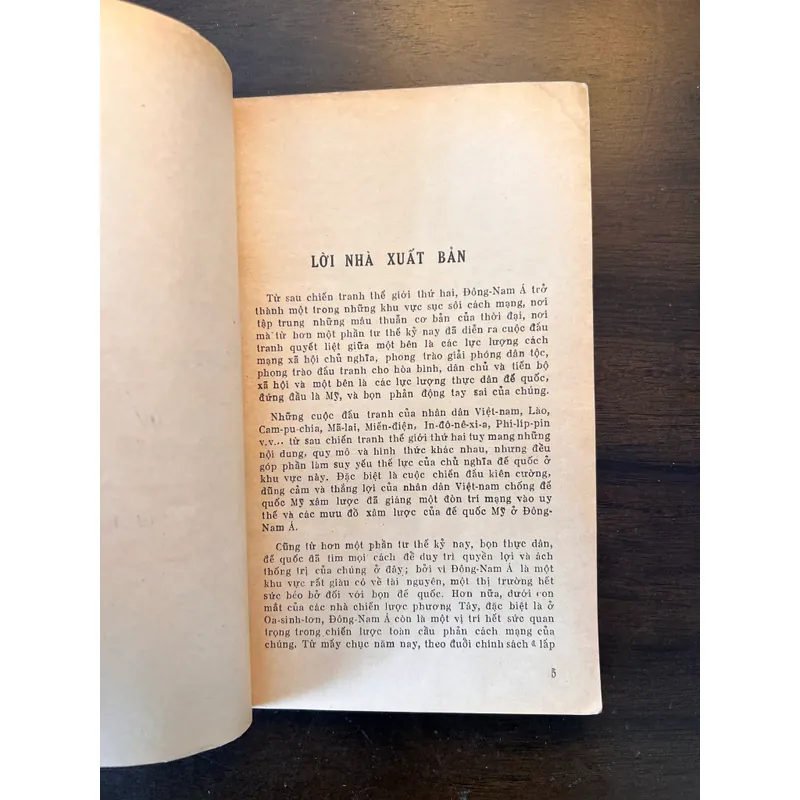 LỜI NHÀ XUẤT BẢN
Từ sau chiến tranh thế giới thứ hai, Đông-Nam Á trở
thành một trong những khu vực sục sôi cách mạng, nơi
tập trung những mâu thuẫn cơ bản của thời đại, nơi
mà từ hơn một phần tư thế kỷ nay đã diễn ra cuộc đấu
tranh quyết liệt giữa một bên là các lực lượng cách
mạng xã hội chủ nghĩa, phong trào giải phóng dân tộc,
phong trào đấu tranh cho hòa bình, dân chủ và tiến bộ
xã hội và một bên là các lực lượng thực dân đế quốc,
đứng đầu là Mỹ, và bọn phản động tay sai của chúng.
Những cuộc đấu tranh của nhân dân Việt-nam, Lào,
Cam-pu-chia, Mã-lai, Miến-điện, In-đô-nê-xi-a, Phi-líp-pin
v.v... từ sau chiến tranh thế giới thứ hai tuy mang những
nội dung, quy mô và hình thức khác nhau, nhưng đều
góp phần làm suy yếu thế lực của chủ nghĩa đế quốc ở
khu vực này. Đặc biệt là cuộc chiến đấu kiên cường,
dũng cảm và thắng lợi của nhân dân Việt-nam chống đế
quốc Mỹ xâm lược đã giáng một đòn trí mạng vào uy
thế và các mưu đồ xâm lược của đế quốc Mỹ ở Đông-
Nam Á.
Cũng từ hơn một phần tư thế kỷ nay, bọn thực dân,
đế quốc đã tìm mọi cách để duy trì quyền lợi và ách
thống trị của chúng ở đây; bởi vì Đông-Nam Á là một
khu vực rất giàu có về tài nguyên, một thị trường hết
sức béo bở đối với bọn đế quốc. Hơn nữa, dưới con
mắt của các nhà chiến lược phương Tây, đặc biệt là ở
Oa-sinh-tơn, Đông-Nam Á còn là một vị trí hết sức quan
trọng trong chiến lược toàn cầu phản cách mạng của
chúng. Từ mấy chục năm nay, theo đuổi chính sách « lấp
5